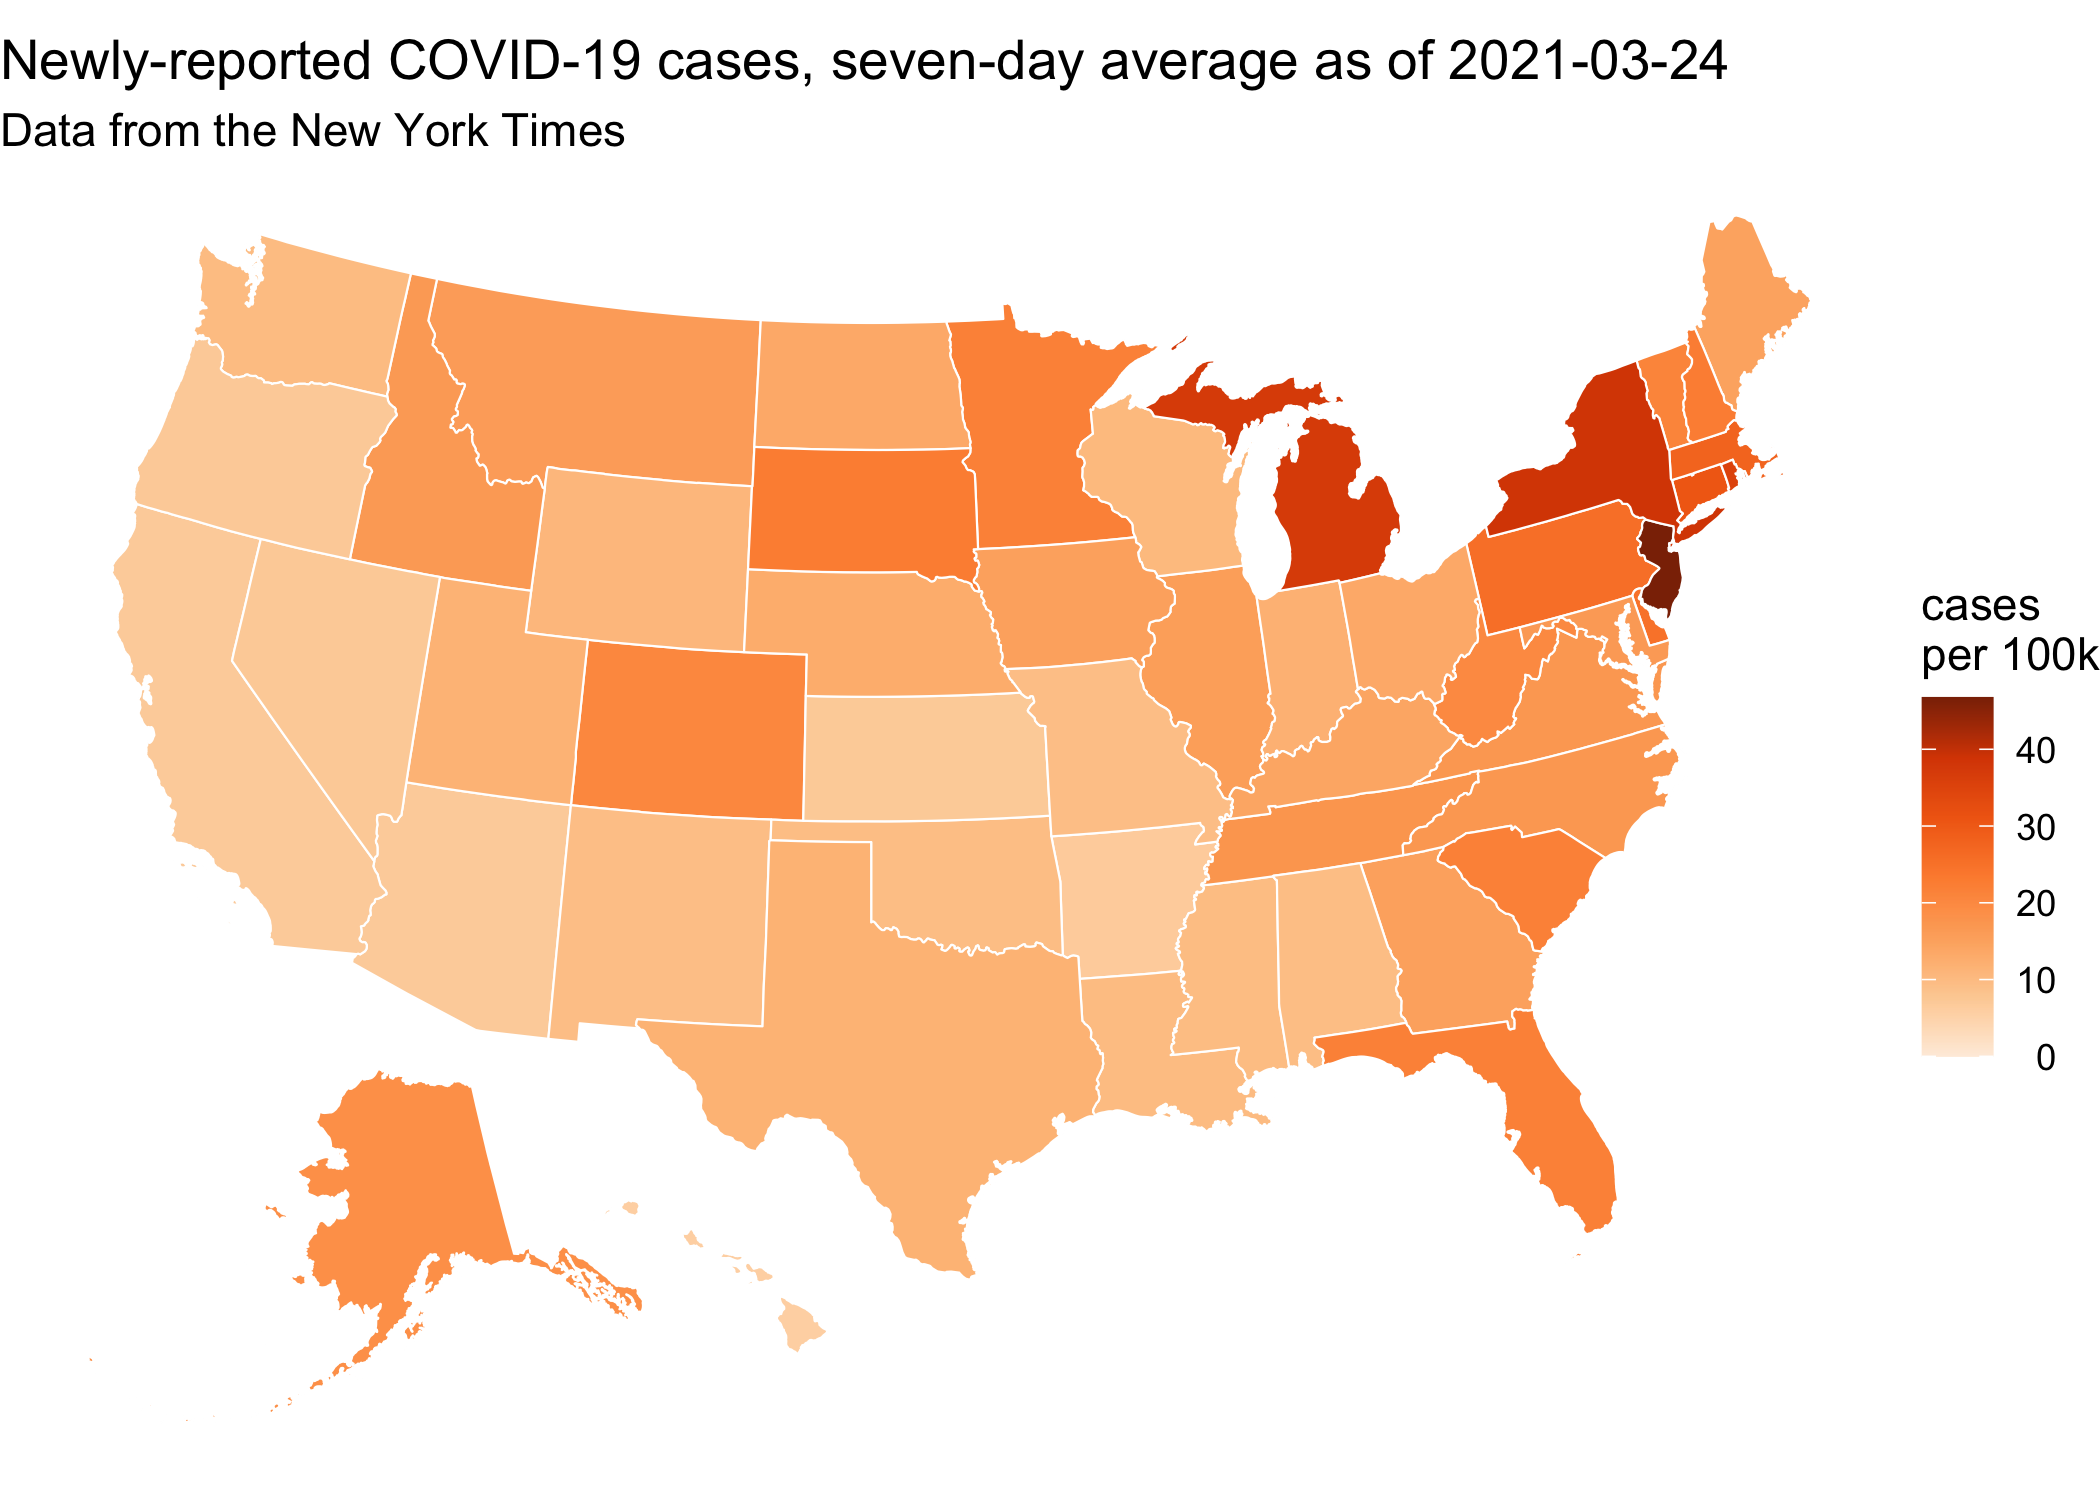 Newly-reported COVID-19 cases, seven-day average as of 2021-03-24
Data from the New York Times
cases
per 100k
40
30
20
10
0